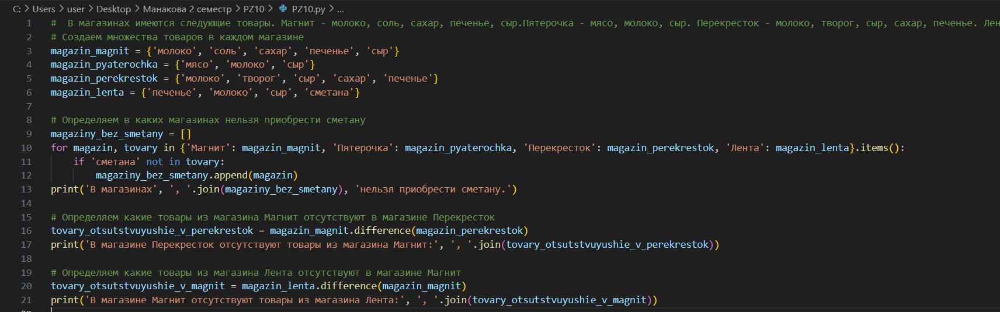 C: > Users > user > Desktop > Манакова 2 семестр > PZ10 > PZ10.py > ...
1 #  В магазинах имеются следующие товары. Магнит - молоко, соль, сахар, печенье, сыр.Пятерочка - мясо, молоко, сыр. Перекресток - молоко, творог, сыр, сахар, печенье. Лен
2 # Создаем множества товаров в каждом магазине
3 magazin_magnit = {'молоко', 'соль', 'сахар', 'печенье', 'сыр'}
4 magazin_pyaterochka = {'мясо', 'молоко', 'сыр'}
5 magazin_perekrestok = {'молоко', 'творог', 'сыр', 'сахар', 'печенье'}
6 magazin_lenta = {'печенье', 'молоко', 'сыр', 'сметана'}
7
8 # Определяем в каких магазинах нельзя приобрести сметану
9 magaziny_bez_smetany = []
10 for magazin, tovary in {'Магнит': magazin_magnit, 'Пятерочка': magazin_pyaterochka, 'Перекресток': magazin_perekrestok, 'Лента': magazin_lenta}.items():
11     if 'сметана' not in tovary:
12         magaziny_bez_smetany.append(magazin)
13 print('В магазинах', ', '.join(magaziny_bez_smetany), 'нельзя приобрести сметану.')
14
15 # Определяем какие товары из магазина Магнит отсутствуют в магазине Перекресток
16 tovary_otsutstvuyushie_v_perekrestok = magazin_magnit.difference(magazin_perekrestok)
17 print('В магазине Перекресток отсутствуют товары из магазина Магнит:', ', '.join(tovary_otsutstvuyushie_v_perekrestok))
18
19 # Определяем какие товары из магазина Лента отсутствуют в магазине Магнит
20 tovary_otsutstvuyushie_v_magnit = magazin_lenta.difference(magazin_magnit)
21 print('В магазине Магнит отсутствуют товары из магазина Лента:', ', '.join(tovary_otsutstvuyushie_v_magnit))